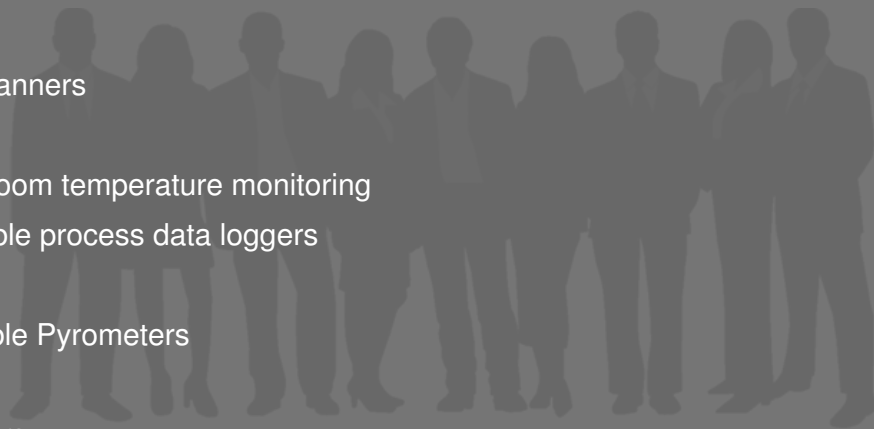 anners
oom temperature monitoring
ble process data loggers
ble Pyrometers